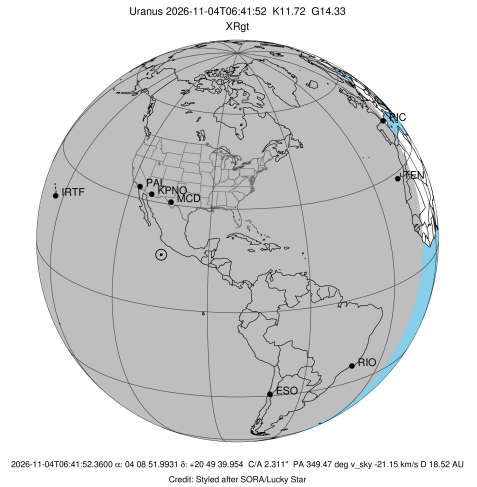 Uranus 2026-11-04T06:41:52 K11.72 G14.33
XRgt
PIC
TEN
IRTF
PAL
KPNO
MCD
RIO
ESO
2026-11-04T06:41:52.3600 α: 04 08 51.9931 δ: +20 49 39.954 C/A 2.311" PA 349.47 deg v_sky -21.15 km/s D 18.52 AU
Credit: Styled after SORA/Lucky Star